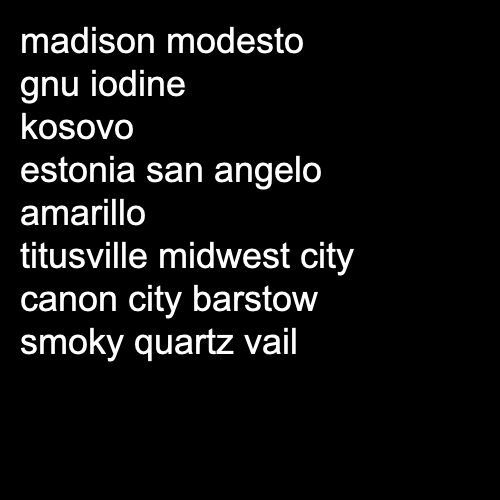 madison modesto
gnu iodine
kosovo
estonia san angelo
amarillo
titusville midwest city
canon city barstow
smoky quartz vail